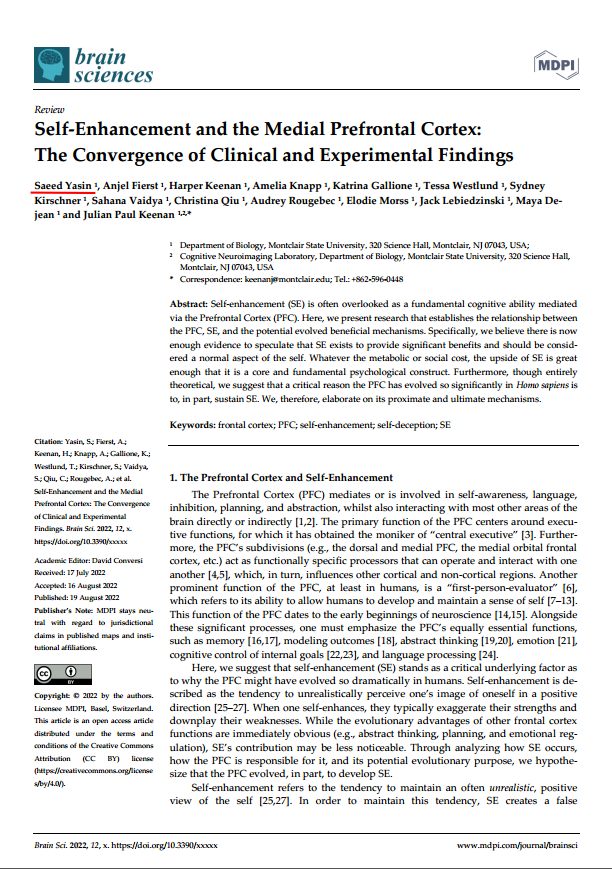 brain
sciences
MDPI
Review
Self-Enhancement and the Medial Prefrontal Cortex:
The Convergence of Clinical and Experimental Findings
Saeed Yasin 1, Anjel Fierst 1, Harper Keenan 1, Amelia Knapp 1, Katrina Gallione 1, Tessa Westlund 1, Sydney
Kirschner 1, Sahana Vaidya 1, Christina Qiu 1, Audrey Rougebec 1, Elodie Morss 1, Jack Lebiedzinski 1, Maya De-
jean 1 and Julian Paul Keenan 1,2,*
1 Department of Biology, Montclair State University, 320 Science Hall, Montclair, NJ 07043, USA;
2 Cognitive Neuroimaging Laboratory, Department of Biology, Montclair State University, 320 Science Hall,
Montclair, NJ 07043, USA
* Correspondence: keenanj@montclair.edu; Tel.: +862-596-0448
Abstract: Self-enhancement (SE) is often overlooked as a fundamental cognitive ability mediated
via the Prefrontal Cortex (PFC). Here, we present research that establishes the relationship between
the PFC, SE, and the potential evolved beneficial mechanisms. Specifically, we believe there is now
enough evidence to speculate that SE exists to provide significant benefits and should be consid-
ered a normal aspect of the self. Whatever the metabolic or social cost, the upside of SE is great
enough that it is a core and fundamental psychological construct. Furthermore, though entirely
theoretical, we suggest that a critical reason the PFC has evolved so significantly in Homo sapiens is
to, in part, sustain SE. We, therefore, elaborate on its proximate and ultimate mechanisms.
Keywords: frontal cortex; PFC; self-enhancement; self-deception; SE
Citation: Yasin, S.; Fierst, A.;
Keenan, H.; Knapp, A.; Gallione, K.;
Westlund, T.; Kirschner, S.; Vaidya,
S.; Qiu, C.; Rougebec, A.; et al.
Self-Enhancement and the Medial
Prefrontal Cortex: The Convergence
of Clinical and Experimental
Findings. Brain Sci. 2022, 12, x.
https://doi.org/10.3390/xxxxx
Academic Editor: David Conversi
Received: 17 July 2022
Accepted: 16 August 2022
Published: 19 August 2022
Publisher's Note: MDPI stays neu-
tral with regard to jurisdictional
claims in published maps and insti-
tutional affiliations.
cc BY
Copyright: © 2022 by the authors.
Licensee MDPI, Basel, Switzerland.
This article is an open access article
distributed under the terms and
conditions of the Creative Commons
Attribution (CC BY) license
(https://creativecommons.org/license
s/by/4.0/).
1. The Prefrontal Cortex and Self-Enhancement
The Prefrontal Cortex (PFC) mediates or is involved in self-awareness, language,
inhibition, planning, and abstraction, whilst also interacting with most other areas of the
brain directly or indirectly [1,2]. The primary function of the PFC centers around execu-
tive functions, for which it has obtained the moniker of "central executive" [3]. Further-
more, the PFC's subdivisions (e.g., the dorsal and medial PFC, the medial orbital frontal
cortex, etc.) act as functionally specific processors that can operate and interact with one
another [4,5], which, in turn, influences other cortical and non-cortical regions. Another
prominent function of the PFC, at least in humans, is a "first-person-evaluator" [6],
which refers to its ability to allow humans to develop and maintain a sense of self [7–13].
This function of the PFC dates to the early beginnings of neuroscience [14,15]. Alongside
these significant processes, one must emphasize the PFC's equally essential functions,
such as memory [16,17], modeling outcomes [18], abstract thinking [19,20], emotion [21],
cognitive control of internal goals [22,23], and language processing [24].
Here, we suggest that self-enhancement (SE) stands as a critical underlying factor as
to why the PFC might have evolved so dramatically in humans. Self-enhancement is de-
scribed as the tendency to unrealistically perceive one's image of oneself in a positive
direction [25–27]. When one self-enhances, they typically exaggerate their strengths and
downplay their weaknesses. While the evolutionary advantages of other frontal cortex
functions are immediately obvious (e.g., abstract thinking, planning, and emotional reg-
ulation), SE's contribution may be less noticeable. Through analyzing how SE occurs,
how the PFC is responsible for it, and its potential evolutionary purpose, we hypothe-
size that the PFC evolved, in part, to develop SE.
Self-enhancement refers to the tendency to maintain an often unrealistic, positive
view of the self [25,27]. In order to maintain this tendency, SE creates a false
Brain Sci. 2022, 12, x. https://doi.org/10.3390/xxxxx
www.mdpi.com/journal/brainsci